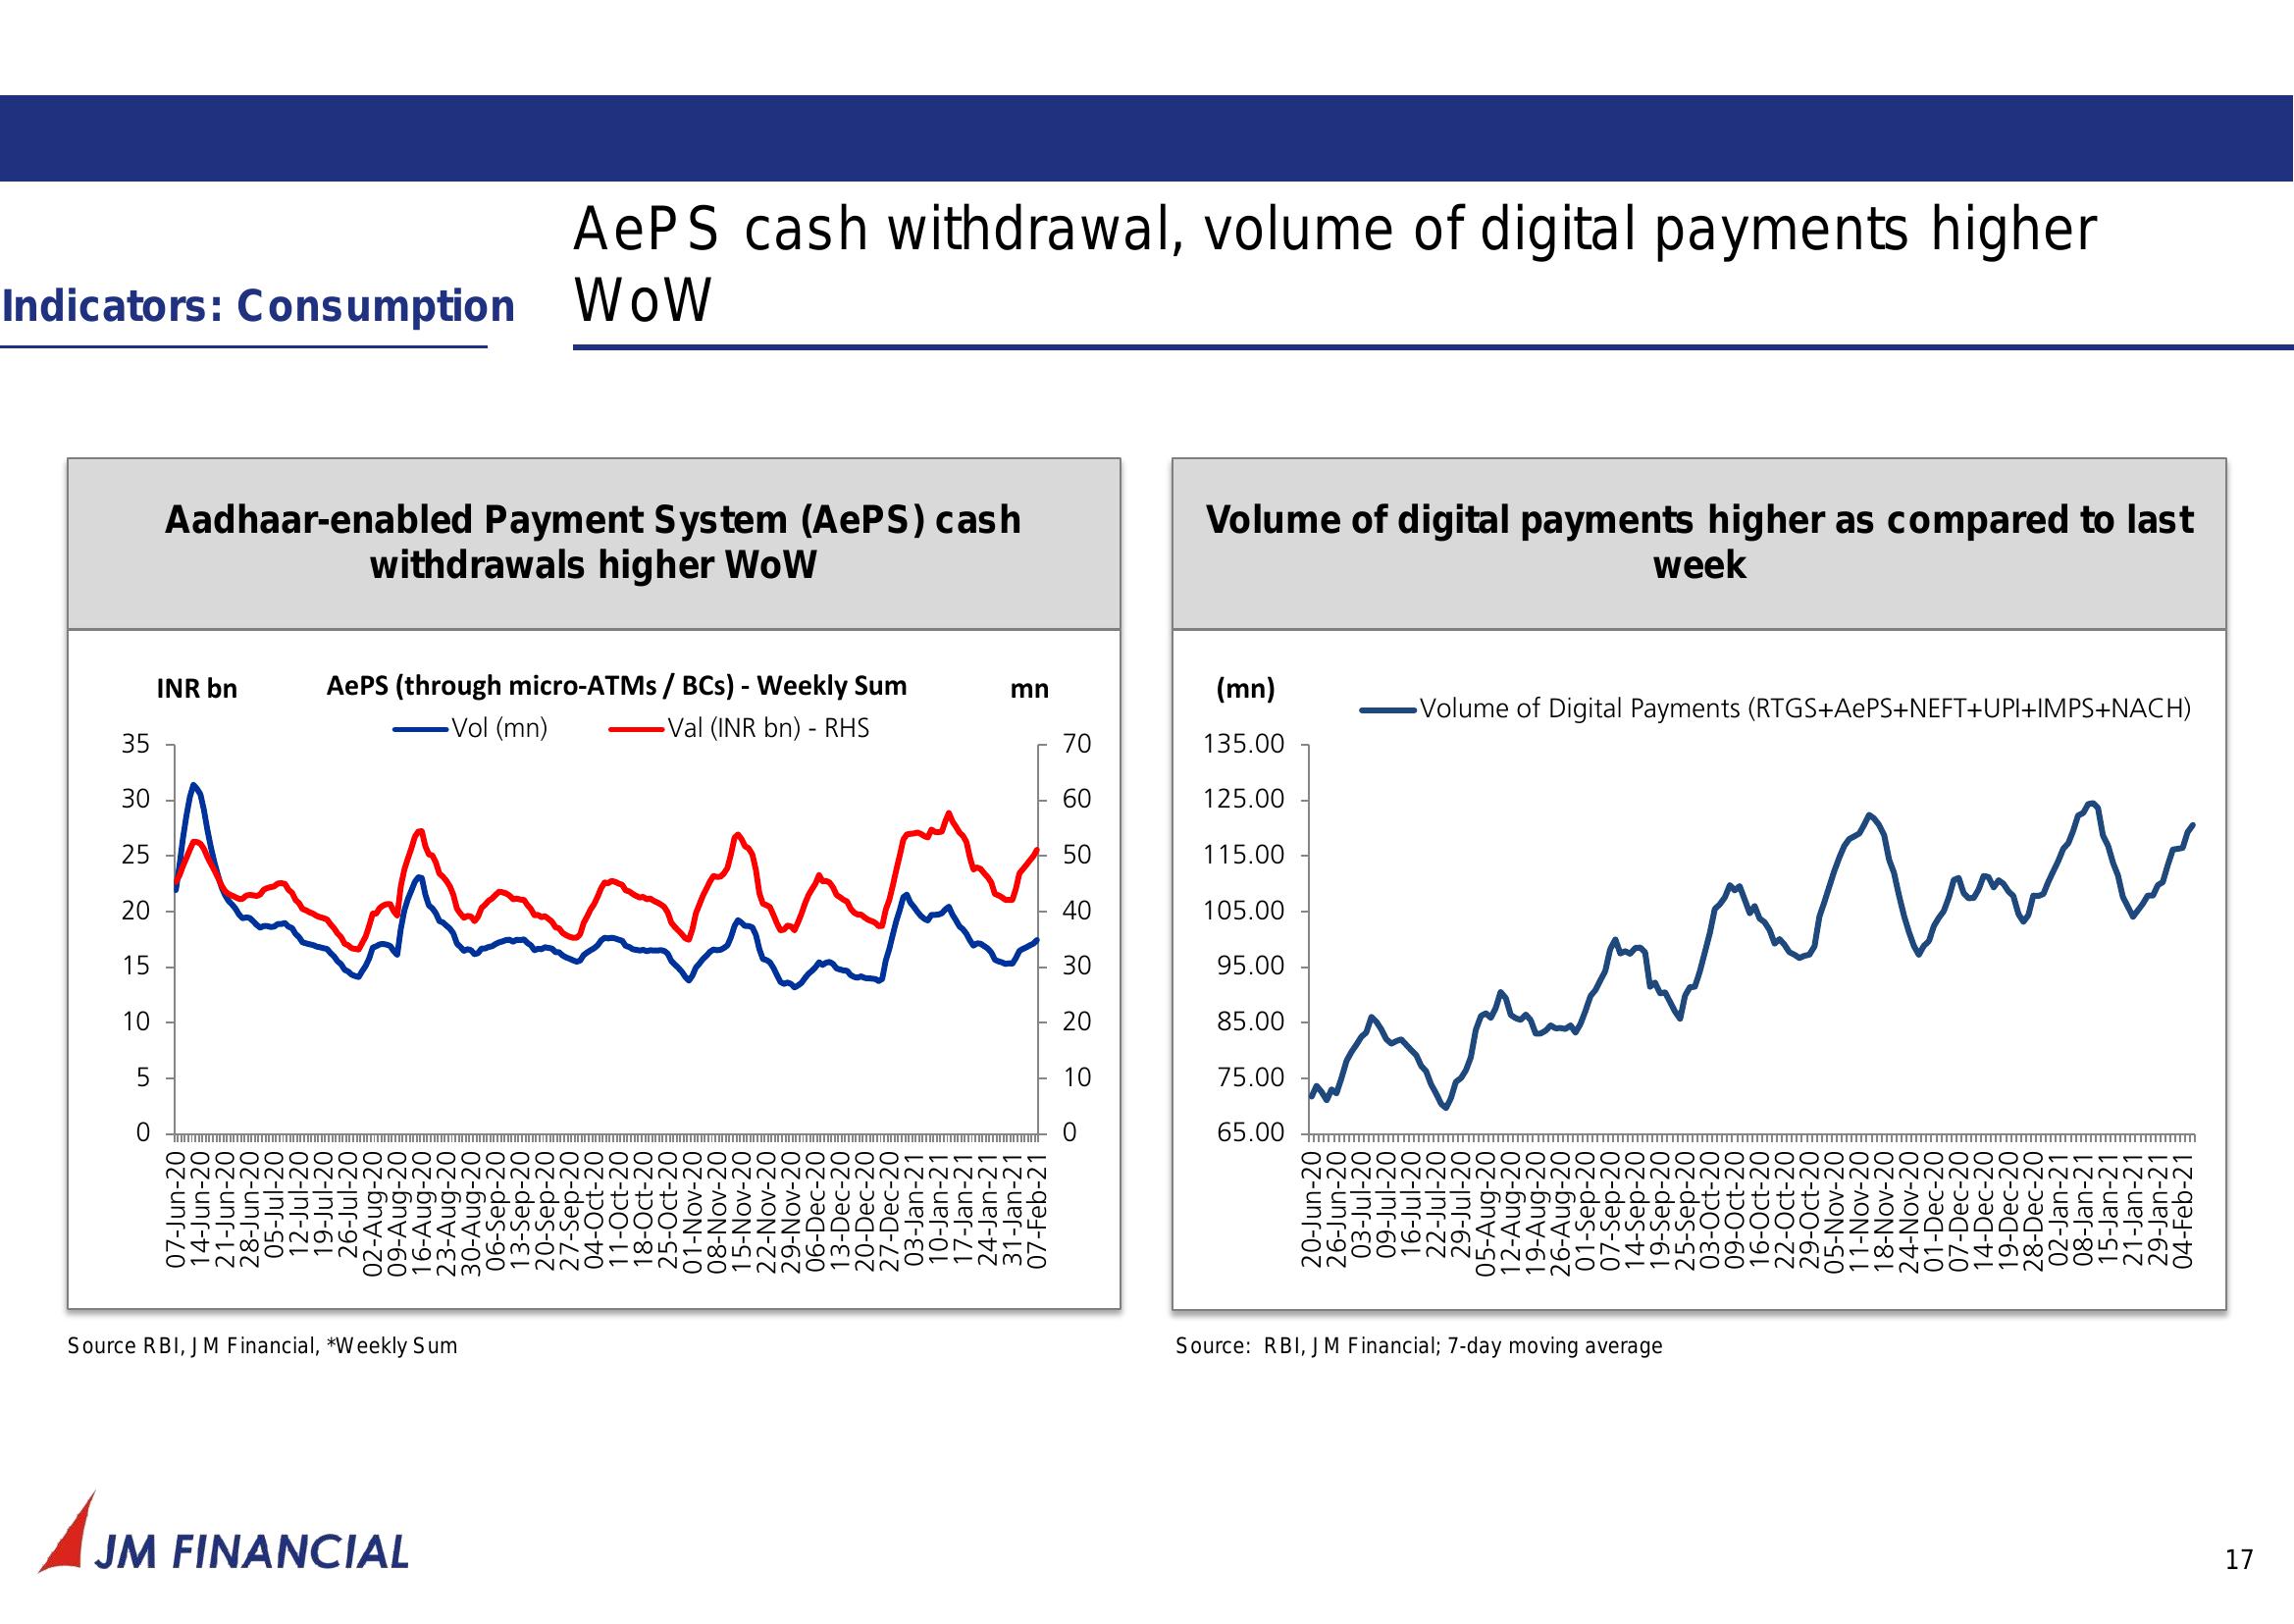 AePS cash withdrawal, volume of digital payments higher
WoW
Indicators: Consumption
Aadhaar-enabled Payment System (AePS) cash
withdrawals higher WoW
INR bn
AePS (through micro-ATMs / BCs) - Weekly Sum
mn
Vol (mn)
Val (INR bn) - RHS
35
30
25
20
15
10
5
0
70
60
50
40
30
20
10
0
07-Jun-20
14-Jun-20
21-Jun-20
28-Jun-20
05-Jul-20
12-Jul-20
19-Jul-20
26-Jul-20
02-Aug-20
09-Aug-20
16-Aug-20
23-Aug-20
30-Aug-20
06-Sep-20
13-Sep-20
20-Sep-20
27-Sep-20
04-Oct-20
11-Oct-20
18-Oct-20
25-Oct-20
01-Nov-20
08-Nov-20
15-Nov-20
22-Nov-20
29-Nov-20
06-Dec-20
13-Dec-20
20-Dec-20
27-Dec-20
03-Jan-21
10-Jan-21
17-Jan-21
24-Jan-21
31-Jan-21
07-Feb-21
Source RBI, JM Financial, *Weekly Sum
Volume of digital payments higher as compared to last
week
(mn)
Volume of Digital Payments (RTGS+AePS+NEFT+UPI+IMPS+NACH)
135.00
125.00
115.00
105.00
95.00
85.00
75.00
65.00
20-Jun-20
26-Jun-20
03-Jul-20
09-Jul-20
16-Jul-20
22-Jul-20
29-Jul-20
05-Aug-20
12-Aug-20
19-Aug-20
26-Aug-20
01-Sep-20
07-Sep-20
14-Sep-20
19-Sep-20
25-Sep-20
03-Oct-20
09-Oct-20
16-Oct-20
22-Oct-20
29-Oct-20
05-Nov-20
11-Nov-20
18-Nov-20
24-Nov-20
01-Dec-20
07-Dec-20
14-Dec-20
19-Dec-20
28-Dec-20
02-Jan-21
08-Jan-21
15-Jan-21
21-Jan-21
29-Jan-21
04-Feb-21
Source: RBI, JM Financial; 7-day moving average
JM FINANCIAL
17